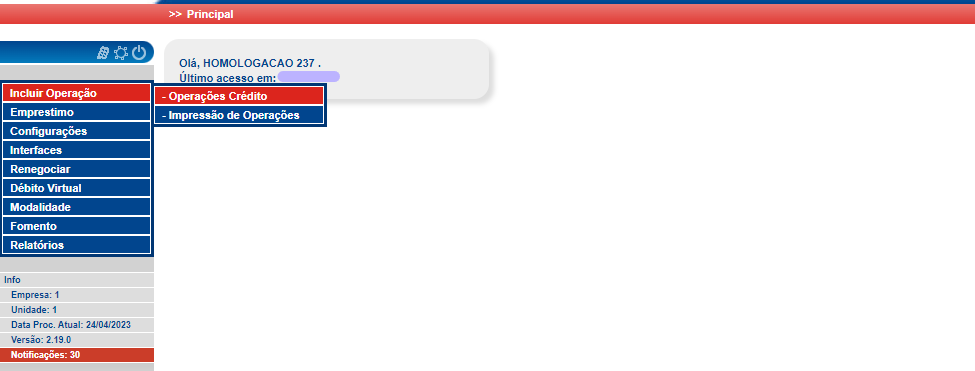 >> Principal
Olá, HOMOLOGACAO 237 .
Último acesso em:
Incluir Operação
- Operações Crédito
- Impressão de Operações
Emprestimo
Configurações
Interfaces
Renegociar
Débito Virtual
Modalidade
Fomento
Relatórios
Info
Empresa: 1
Unidade: 1
Data Proc. Atual: 24/04/2023
Versão: 2.19.0
Notificações: 30